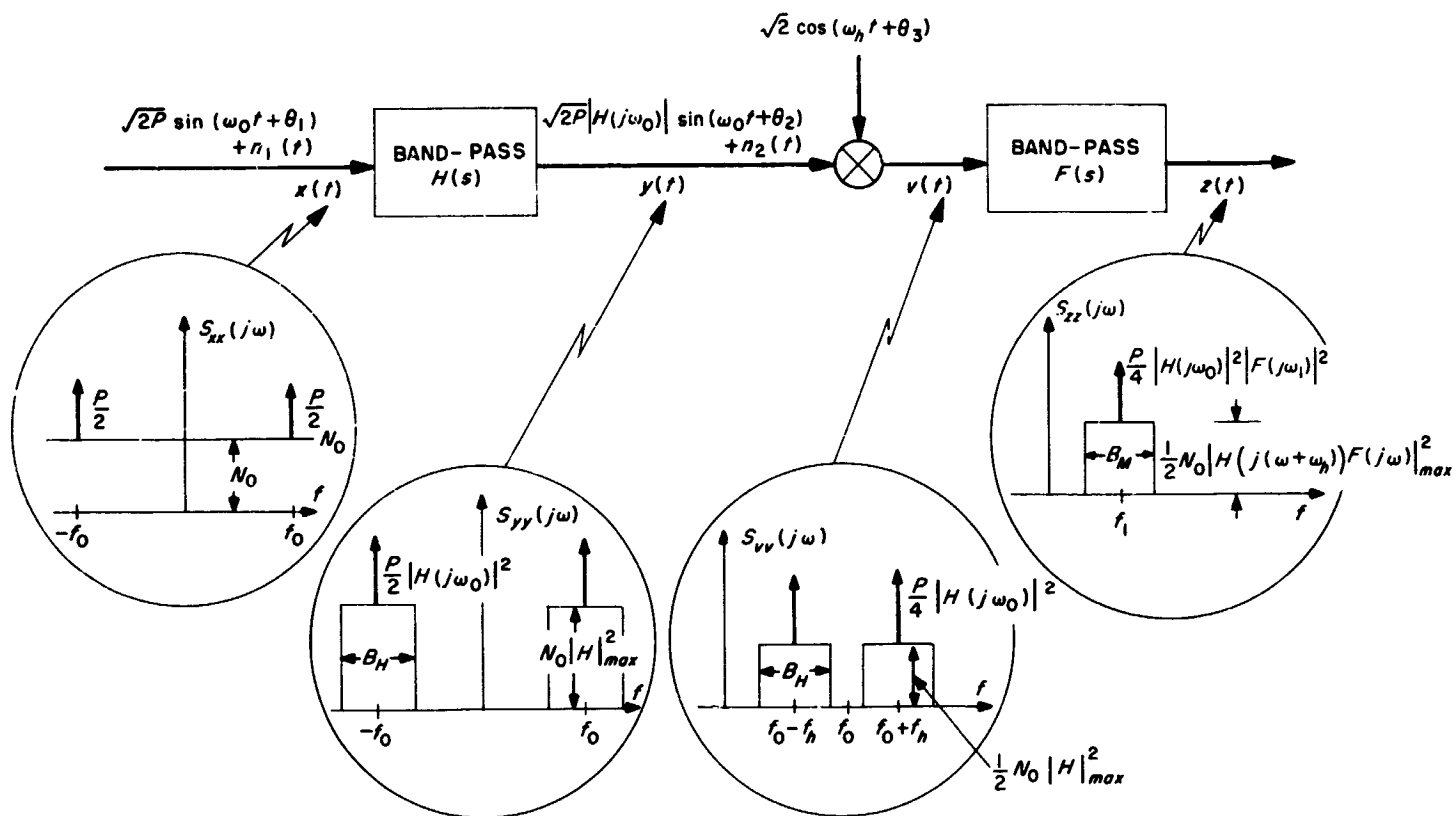 √2 cos (ω_h t + θ_3)
√2P sin (ω_0 t + θ_1)
+ n_1 (t)
x (t)
BAND-PASS
H(s)
√2P |H(jω_0)| sin (ω_0 t + θ_2)
+ n_2 (t)
y(t)
v(t)
BAND-PASS
F(s)
z(t)
S_xx (jω)
P/2
P/2
N_0
N_0
-f_0
f_0
f
S_yy (jω)
P/2 |H(jω_0)|^2
B_H
N_0 |H|^2_max
-f_0
f_0
f
S_vv (jω)
P/4 |H (jω_0)|^2
B_H
f_0 - f_h
f_0
f_0 + f_h
f
1/2 N_0 |H|^2_max
S_zz (jω)
P/4 |H(jω_0)|^2 |F(jω_1)|^2
B_M
1/2 N_0 |H (j(ω + ω_h)) F(jω)|^2_max
f_1
f